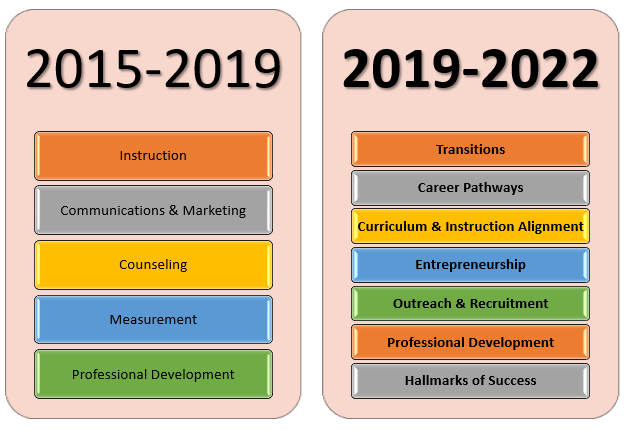 2015-2019
Instruction
Communications & Marketing
Counseling
Measurement
Professional Development
2019-2022
Transitions
Career Pathways
Curriculum & Instruction Alignment
Entrepreneurship
Outreach & Recruitment
Professional Development
Hallmarks of Success